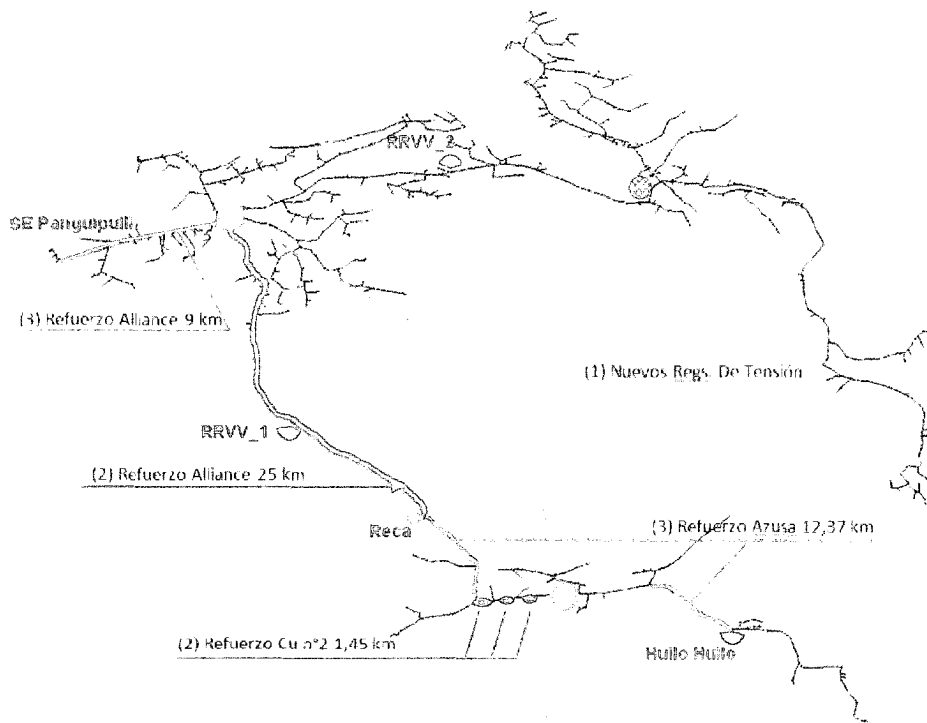 RRVV_2
SE Panguipulli
(3) Refuerzo Alliance 9 km
(1) Nuevos Regs. De Tensión
RRVV_1
(2) Refuerzo Alliance 25 km
Reca
(3) Refuerzo Azusa 12,37 km
(2) Refuerzo Cu n°2 1,45 km
Huilo Huilo